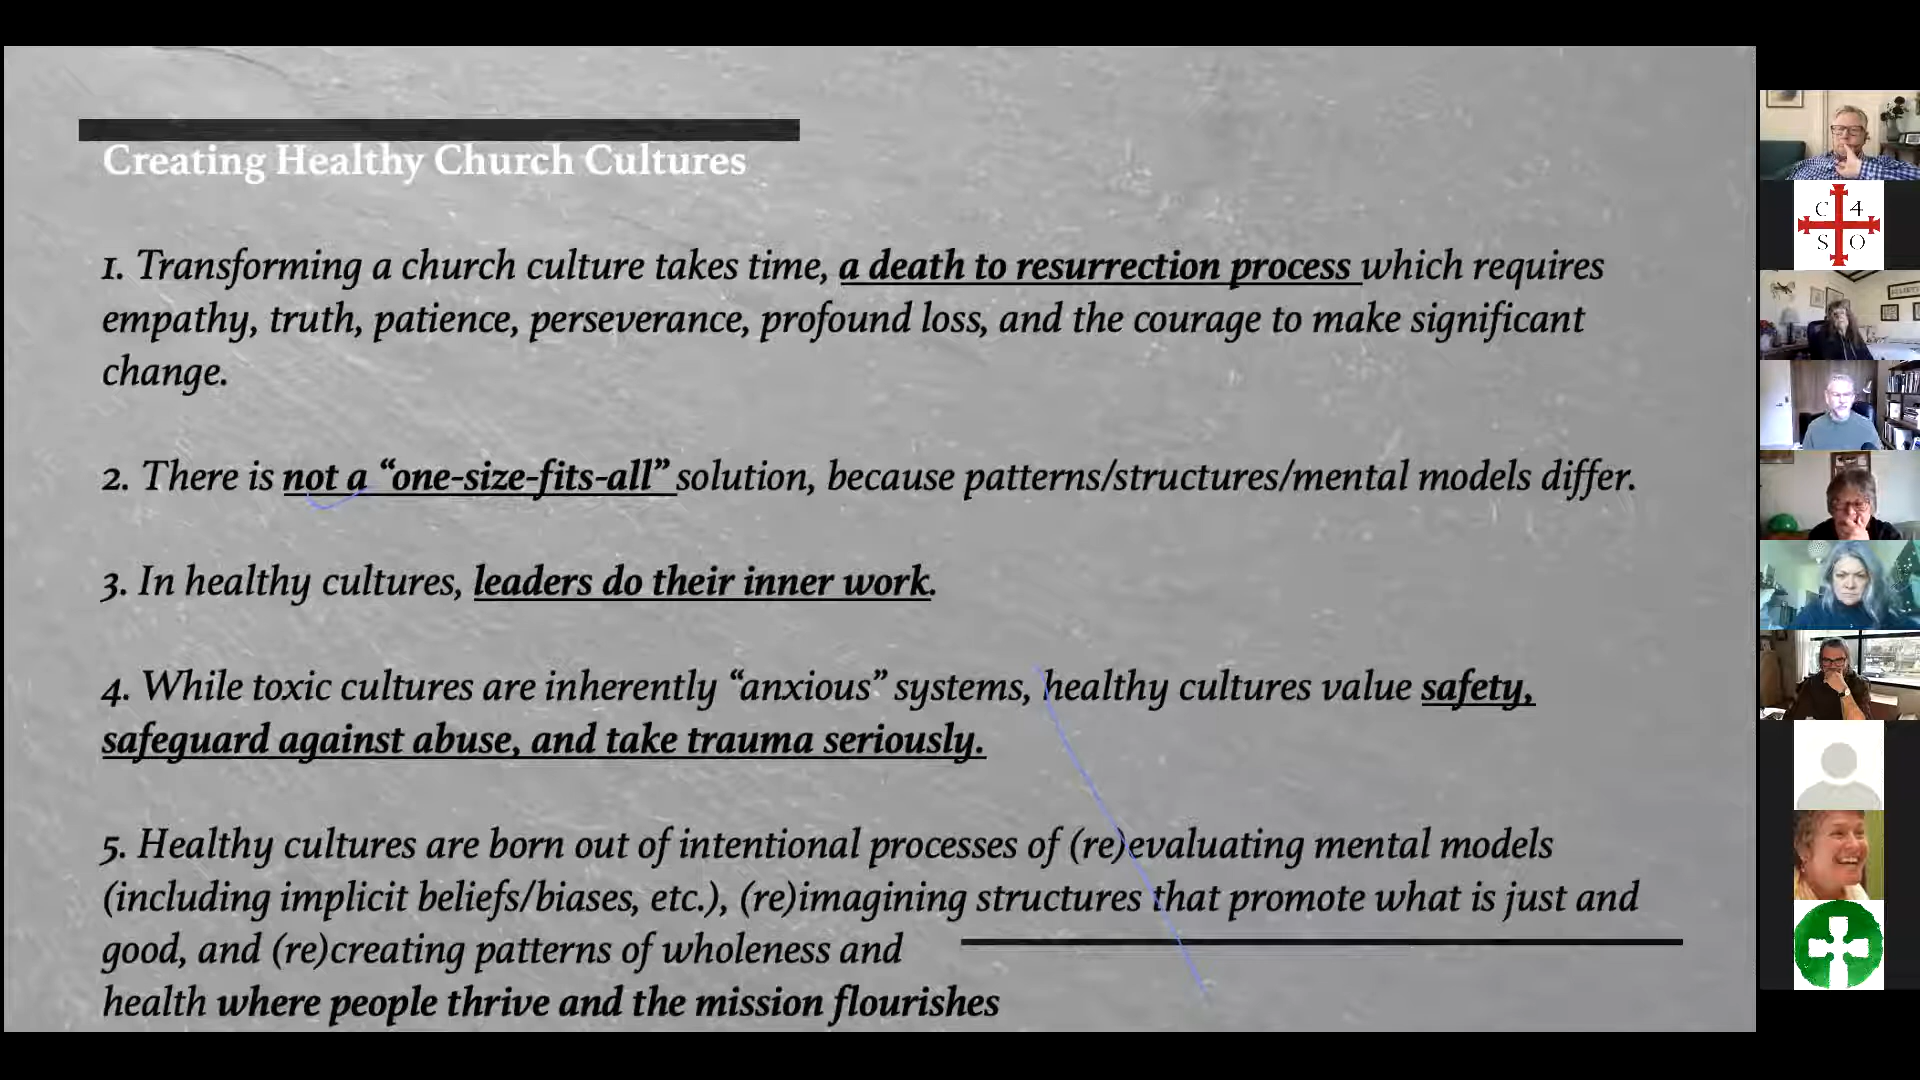 Creating Healthy Church Cultures
1. Transforming a church culture takes time, a death to resurrection process which requires
empathy, truth, patience, perseverance, profound loss, and the courage to make significant
change.
2. There is not a “one-size-fits-all” solution, because patterns/structures/mental models differ.
3. In healthy cultures, leaders do their inner work.
4. While toxic cultures are inherently “anxious” systems, healthy cultures value safety,
safeguard against abuse, and take trauma seriously.
5. Healthy cultures are born out of intentional processes of (re)evaluating mental models
(including implicit beliefs/biases, etc.), (re)imagining structures that promote what is just and
good, and (re)creating patterns of wholeness and
health where people thrive and the mission flourishes
C 4
S O